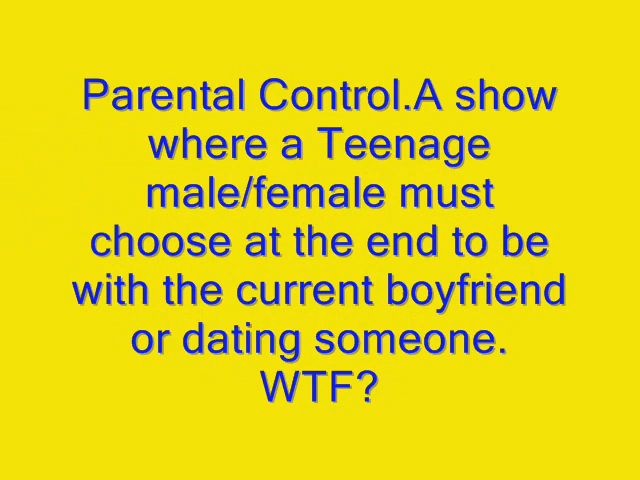 Parental Control.A show
where a Teenage
male/female must
choose at the end to be
with the current boyfriend
or dating someone.
WTF?